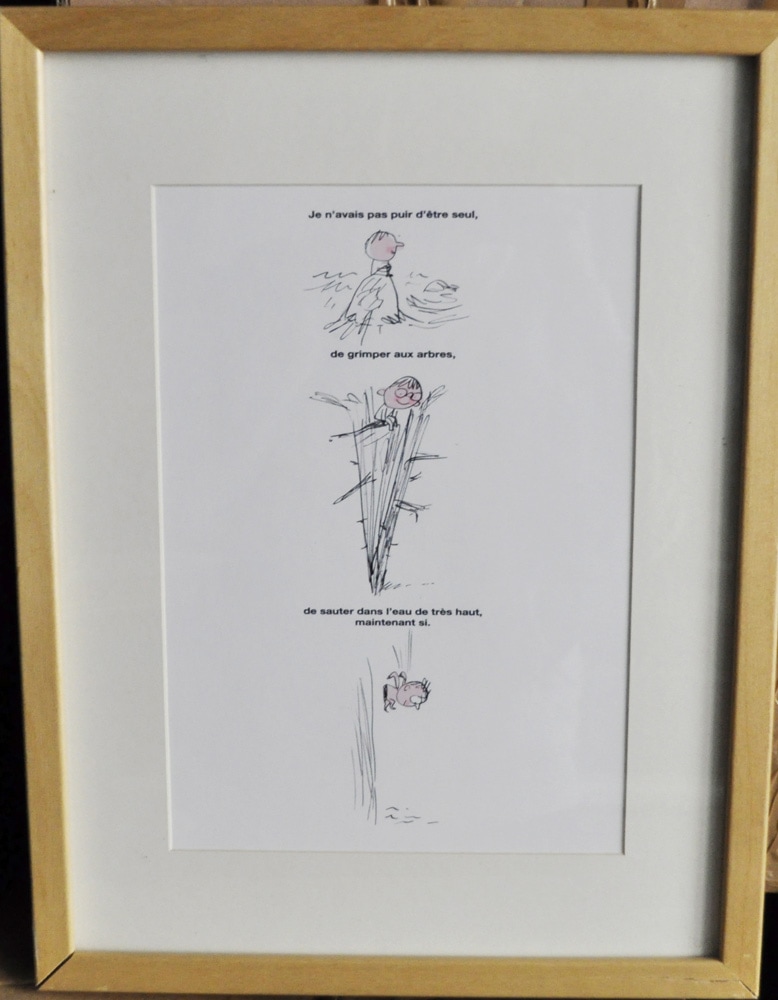 Je n'avais pas puir d'être seul,
de grimper aux arbres,
de sauter dans l'eau de très haut,
maintenant si.